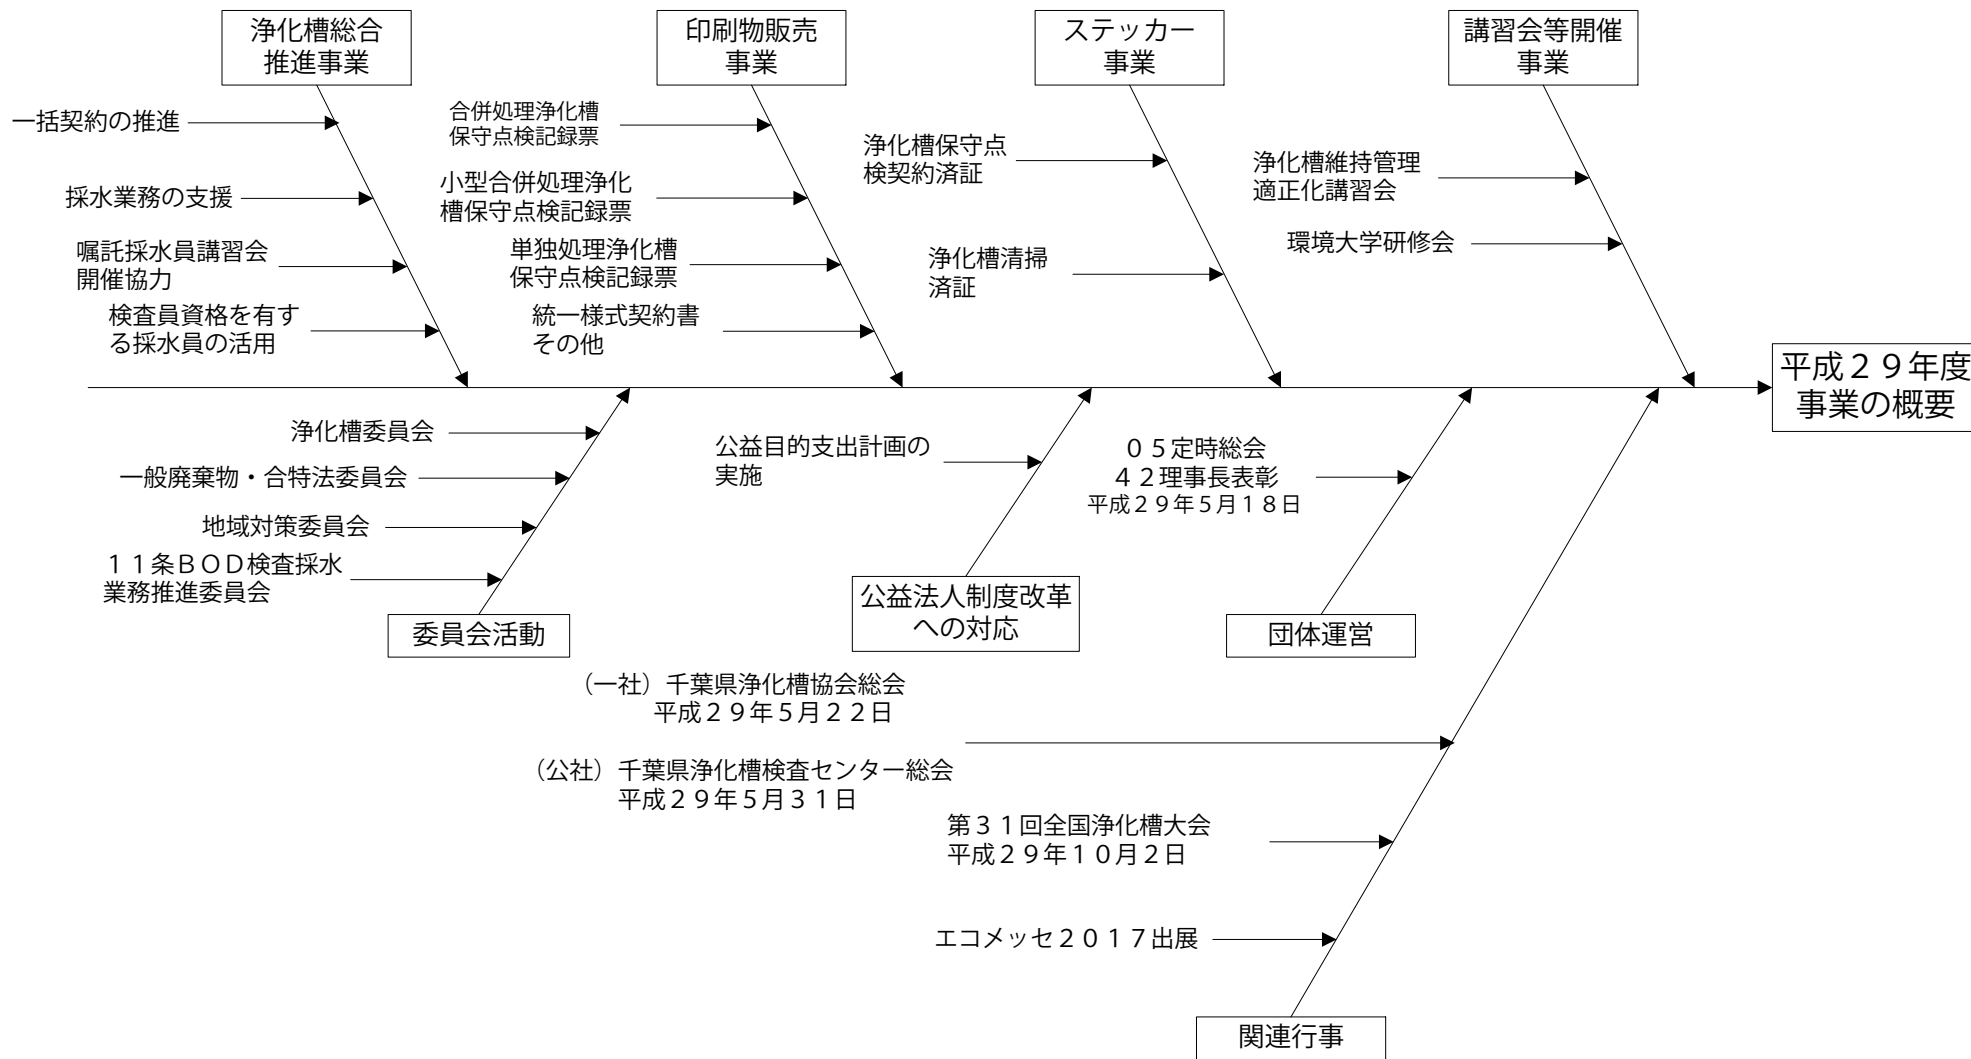 浄化槽総合
推進事業
一括契約の推進
採水業務の支援
嘱託採水員講習会
開催協力
検査員資格を有す
る採水員の活用
印刷物販売
事業
合併処理浄化槽
保守点検記録票
小型合併処理浄化
槽保守点検記録票
単独処理浄化槽
保守点検記録票
統一様式契約書
その他
ステッカー
事業
浄化槽保守点
検契約済証
浄化槽清掃
済証
講習会等開催
事業
浄化槽維持管理
適正化講習会
環境大学研修会
平成２９年度
事業の概要
浄化槽委員会
一般廃棄物・合特法委員会
地域対策委員会
１１条ＢＯＤ検査採水
業務推進委員会
委員会活動
公益目的支出計画の
実施
公益法人制度改革
への対応
０５定時総会
４２理事長表彰
平成２９年５月１８日
団体運営
（一社）千葉県浄化槽協会総会
平成２９年５月２２日
（公社）千葉県浄化槽検査センター総会
平成２９年５月３１日
第３１回全国浄化槽大会
平成２９年１０月２日
エコメッセ２０１７出展
関連行事